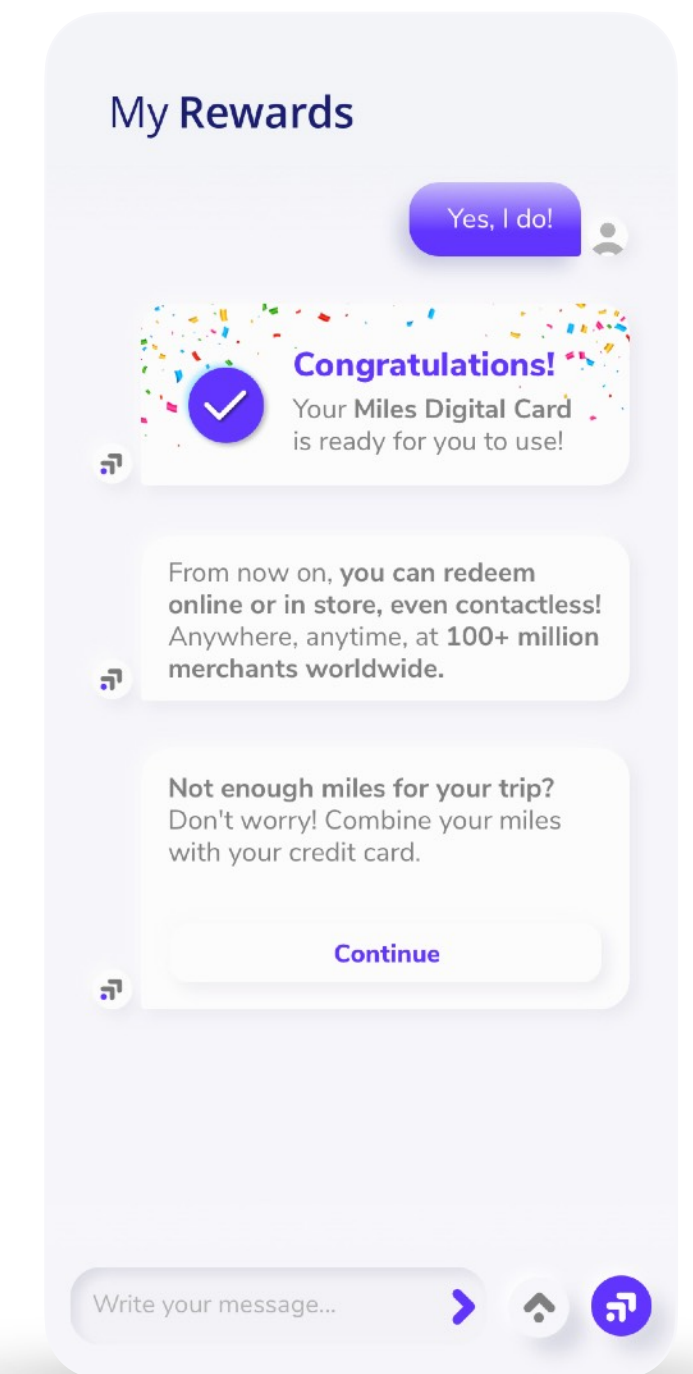 My Rewards
Yes, I do!
Congratulations!
Your Miles Digital Card
is ready for you to use!
From now on, you can redeem
online or in store, even contactless!
Anywhere, anytime, at 100+ million
merchants worldwide.
Not enough miles for your trip?
Don't worry! Combine your miles
with your credit card.
Continue
Write your message...